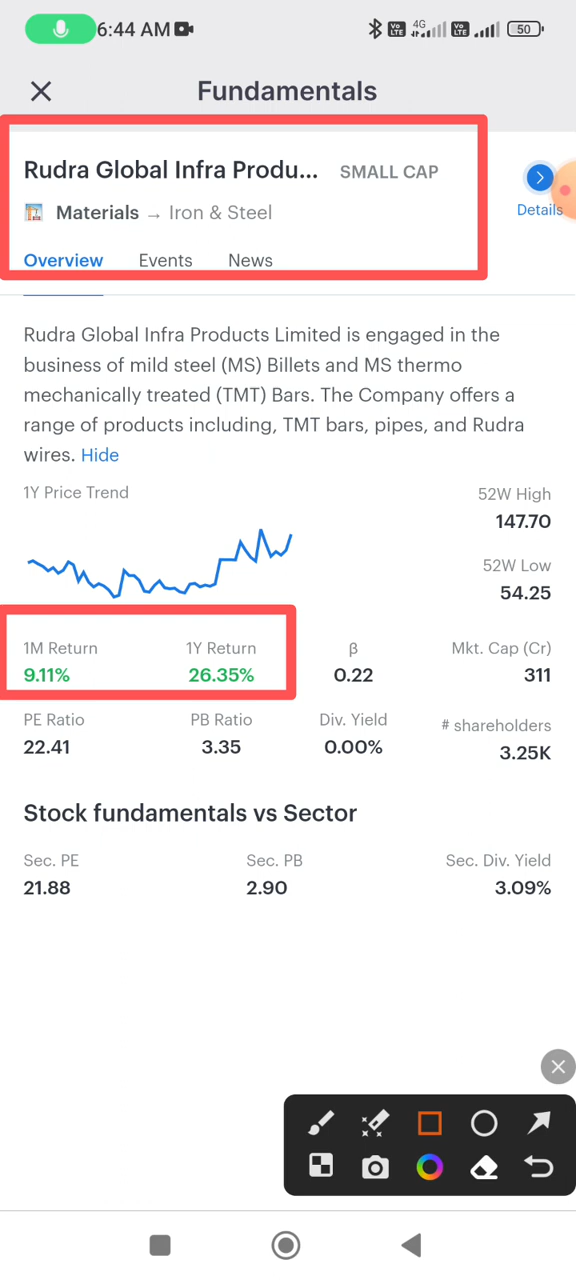 6:44 AM
4G
Vo LTE
Vo LTE
50
Fundamentals
Rudra Global Infra Produ... SMALL CAP
Materials → Iron & Steel
Details
Overview Events News
Rudra Global Infra Products Limited is engaged in the
business of mild steel (MS) Billets and MS thermo
mechanically treated (TMT) Bars. The Company offers a
range of products including, TMT bars, pipes, and Rudra
wires. Hide
1Y Price Trend
52W High
147.70
52W Low
54.25
1M Return 1Y Return β Mkt. Cap (Cr)
9.11% 26.35% 0.22 311
PE Ratio PB Ratio Div. Yield # shareholders
22.41 3.35 0.00% 3.25K
Stock fundamentals vs Sector
Sec. PE Sec. PB Sec. Div. Yield
21.88 2.90 3.09%